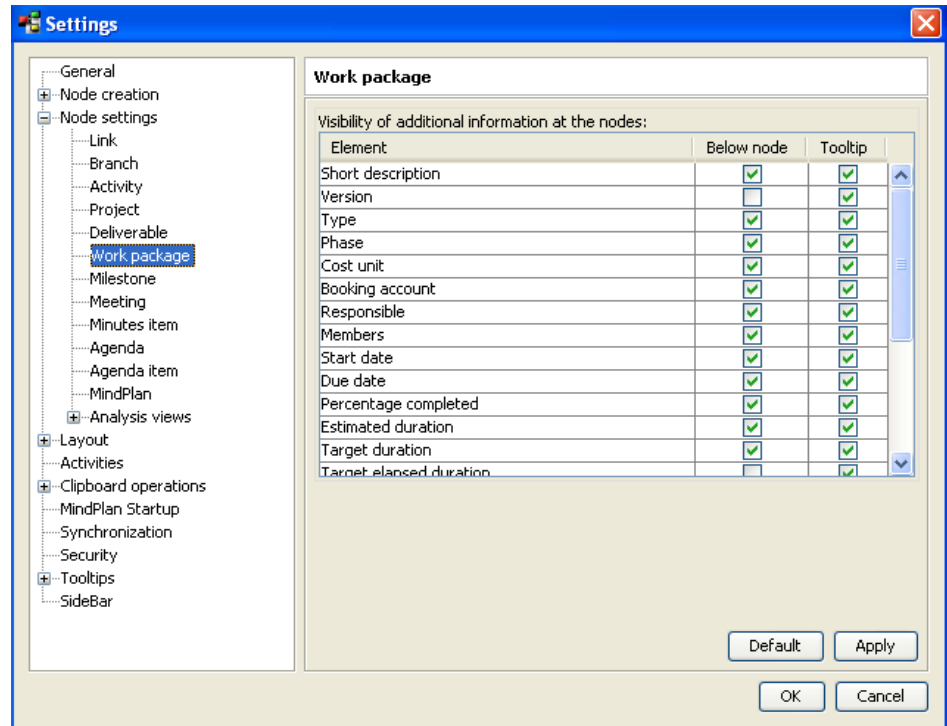 Settings
General
Node creation
Node settings
Link
Branch
Activity
Project
Deliverable
Work package
Milestone
Meeting
Minutes item
Agenda
Agenda item
MindPlan
Analysis views
Layout
Activities
Clipboard operations
MindPlan Startup
Synchronization
Security
Tooltips
SideBar
Work package
Visibility of additional information at the nodes:
Element Below node Tooltip
Short description
Version
Type
Phase
Cost unit
Booking account
Responsible
Members
Start date
Due date
Percentage completed
Estimated duration
Target duration
Target elapsed duration
Default Apply
OK Cancel